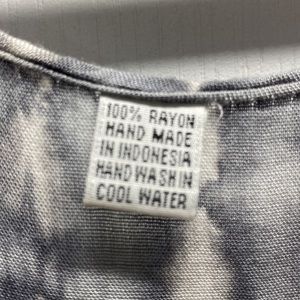 100% RAYON
HAND MADE
IN INDONESIA
HAND WASH IN
COOL WATER